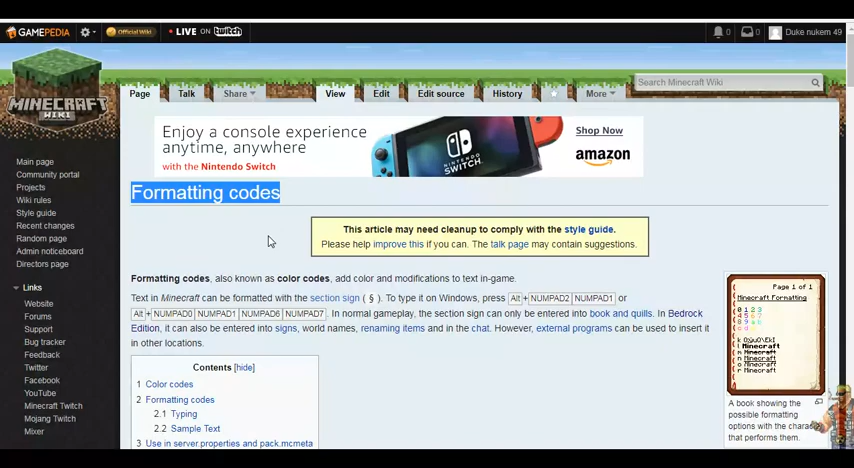 GAMEPEDIA
Official Wiki
LIVE ON twitch
0
0
Duke nukem 49
MINECRAFT
WIKI
Page
Talk
Share
View
Edit
Edit source
History
More
Search Minecraft Wiki
Enjoy a console experience
anytime, anywhere
with the Nintendo Switch
NINTENDO
SWITCH
Shop Now
amazon
Main page
Community portal
Projects
Wiki rules
Style guide
Recent changes
Random page
Admin noticeboard
Directors page
Links
Website
Forums
Support
Bug tracker
Feedback
Twitter
Facebook
YouTube
Minecraft Twitch
Mojang Twitch
Mixer
Formatting codes
This article may need cleanup to comply with the style guide.
Please help improve this if you can. The talk page may contain suggestions.
Formatting codes, also known as color codes, add color and modifications to text in-game.
Text in Minecraft can be formatted with the section sign ( § ). To type it on Windows, press Alt+NUMPAD2 NUMPAD1 or
Alt+NUMPAD0 NUMPAD1 NUMPAD6 NUMPAD7. In normal gameplay, the section sign can only be entered into book and quills. In Bedrock
Edition, it can also be entered into signs, world names, renaming items and in the chat. However, external programs can be used to insert it
in other locations.
Contents [hide]
1 Color codes
2 Formatting codes
2.1 Typing
2.2 Sample Text
3 Use in server.properties and pack.mcmeta
Page 1 of 1
Minecraft Formatting
0 1 2 3
Minecraft
Minecraft
Minecraft
Minecraft
Minecraft
A book showing the
possible formatting
options with the
that performs them.